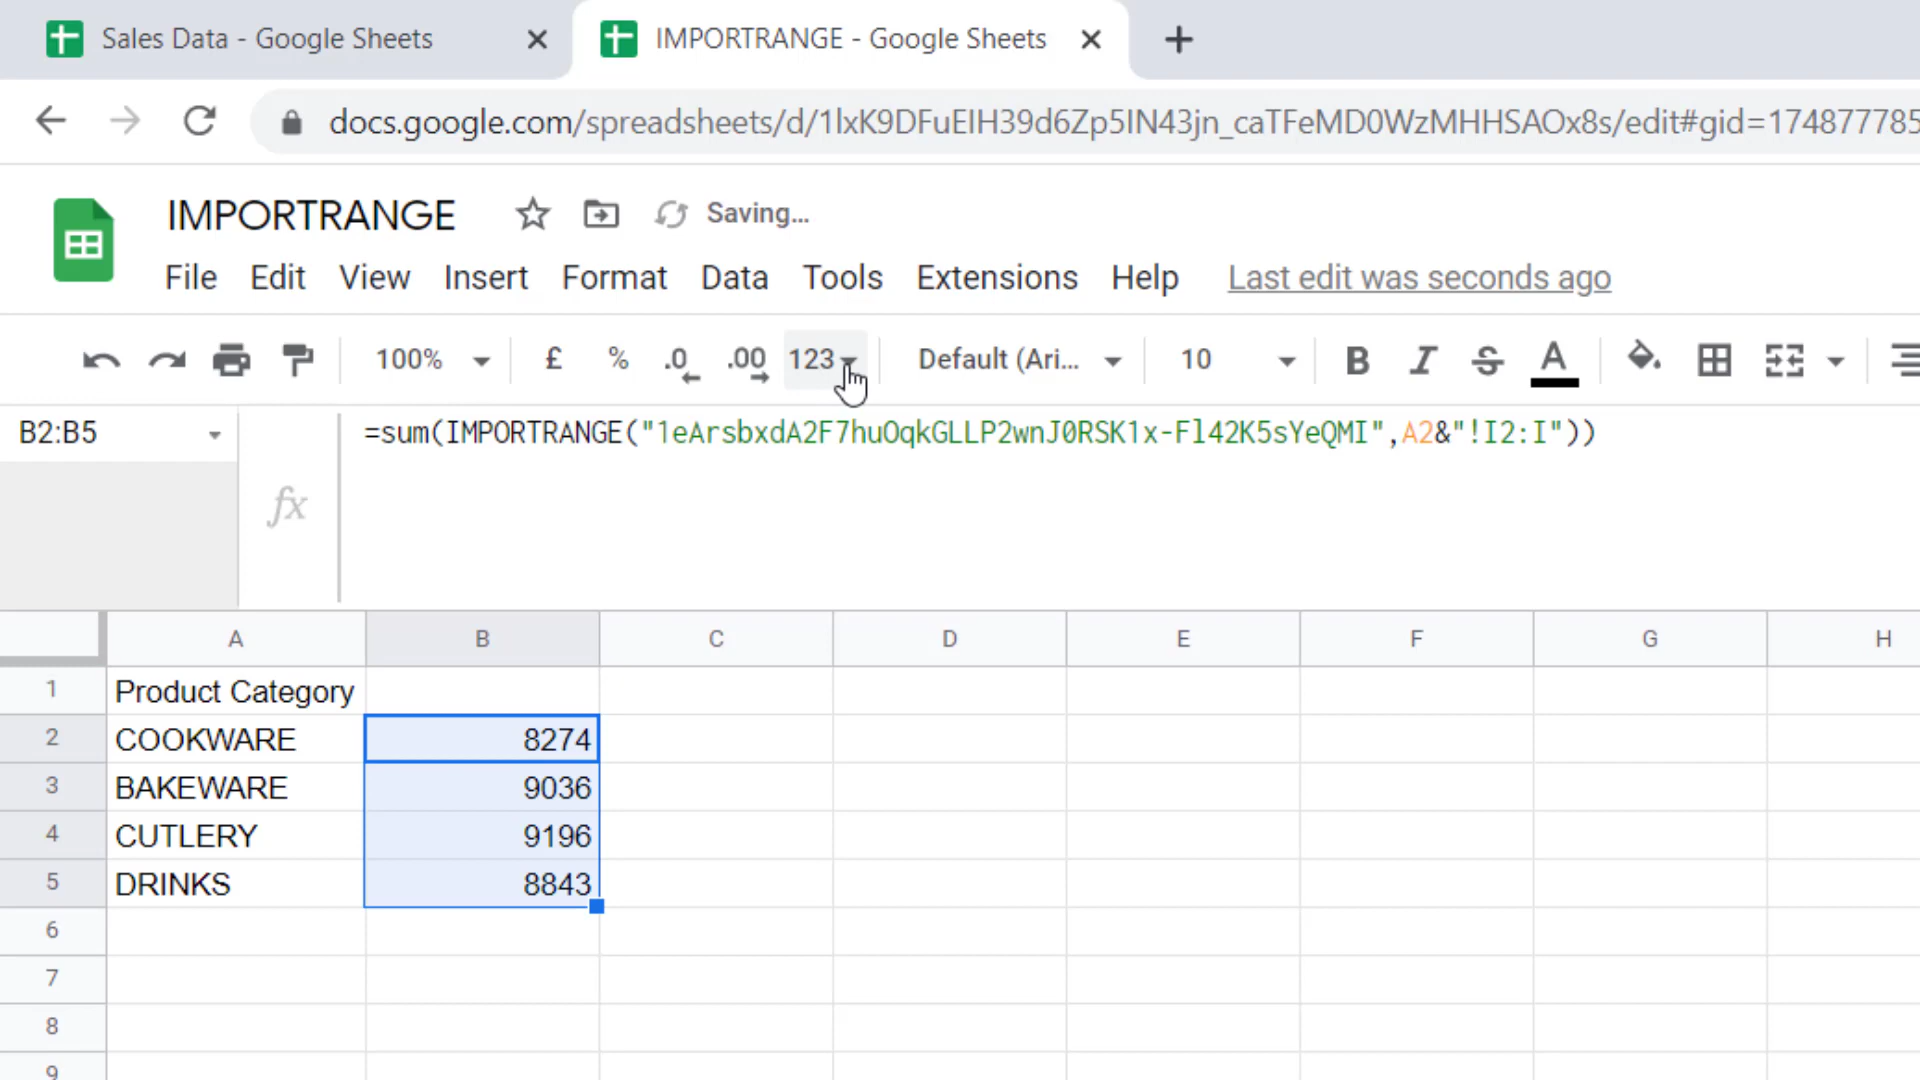 Sales Data - Google Sheets
IMPORTRANGE - Google Sheets
docs.google.com/spreadsheets/d/1lxK9DFuEIH39d6Zp5IN43jn_caTFeMD0WzMHHSAOx8s/edit#gid=174877785
IMPORTRANGE Saving...
File Edit View Insert Format Data Tools Extensions Help Last edit was seconds ago
100% £ % .0 .00 123 Default (Ari... 10 B I S A
B2:B5
=sum(IMPORTRANGE("1eArsbxdA2F7huOqkGLLP2wnJ0RSK1x-Fl42K5sYeQMI",A2&"!I2:I"))
fx
A B C D E F G H
1 Product Category
2 COOKWARE 8274
3 BAKEWARE 9036
4 CUTLERY 9196
5 DRINKS 8843
6
7
8
9